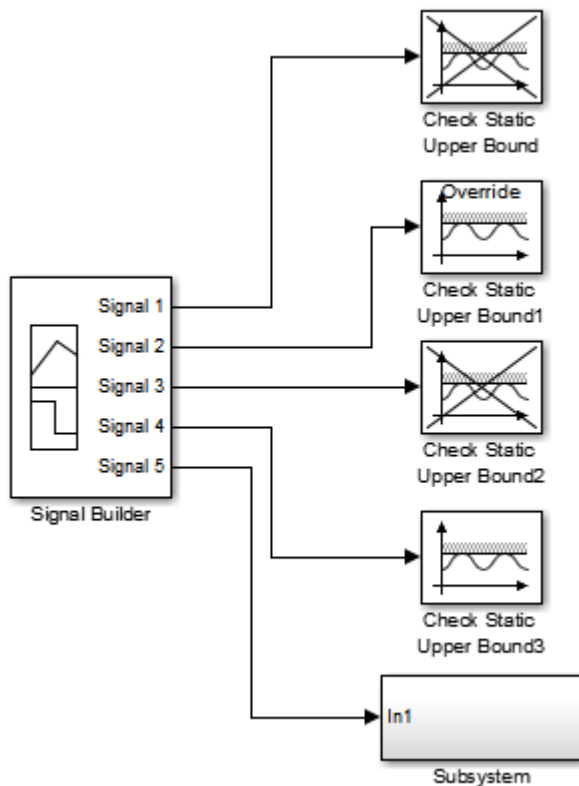 Check Static
Upper Bound
Override
Check Static
Upper Bound1
Signal 1
Signal 2
Signal 3
Signal 4
Signal 5
Signal Builder
Check Static
Upper Bound2
Check Static
Upper Bound3
In1
Subsystem